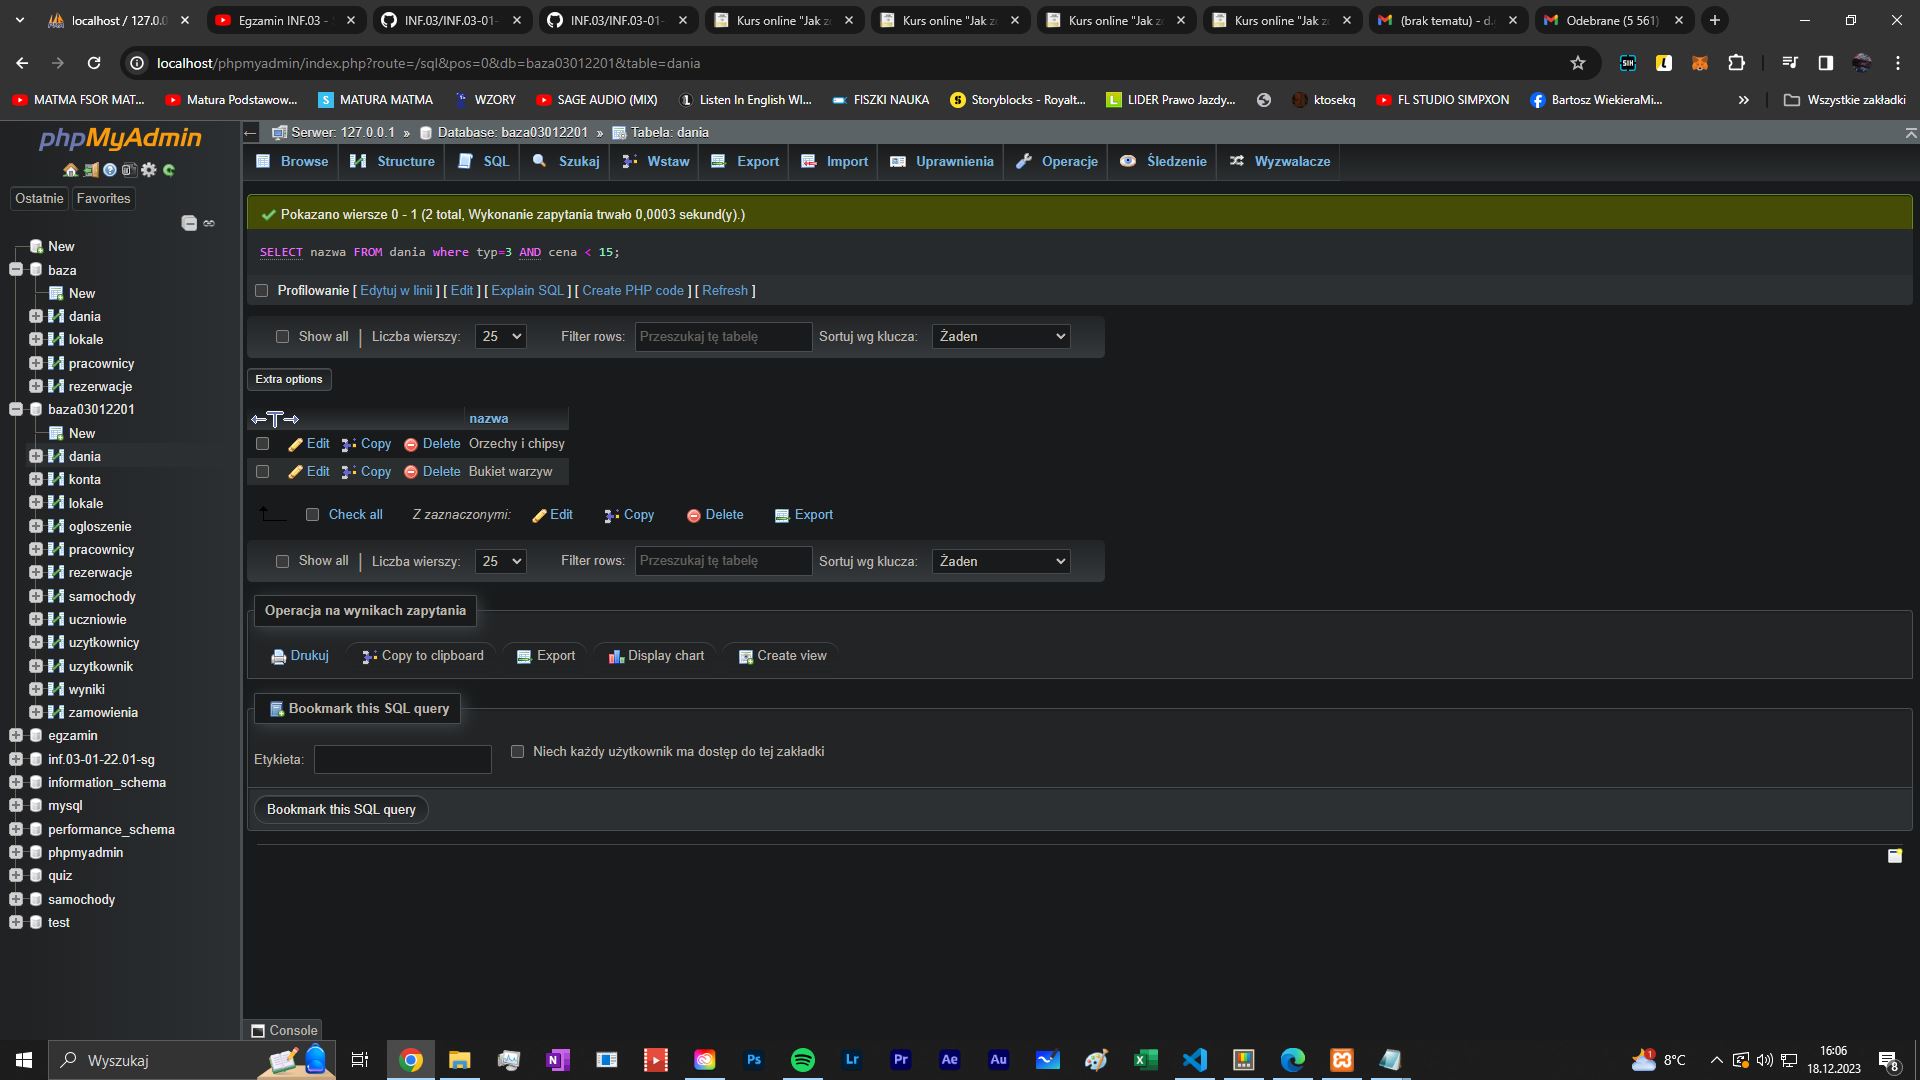 localhost / 127.0.0
Egzamin INF.03 -
INF.03/INF.03-01-
INF.03/INF.03-01-
Kurs online "Jak z
Kurs online "Jak z
Kurs online "Jak z
Kurs online "Jak z
(brak tematu) - d.
Odebrane (5 561)
localhost/phpmyadmin/index.php?route=/sql&pos=0&db=baza03012201&table=dania
MATMA FSOR MAT...
Matura Podstawow...
MATURA MATMA
WZORY
SAGE AUDIO (MIX)
Listen In English WI...
FISZKI NAUKA
Storyblocks - Royalt...
LIDER Prawo Jazdy...
ktosekq
FL STUDIO SIMPXON
Bartosz WiekieraMi...
»
Wszystkie zakładki
phpMyAdmin
Ostatnie Favorites
New
baza
New
dania
lokale
pracownicy
rezerwacje
baza03012201
New
dania
konta
lokale
ogloszenie
pracownicy
rezerwacje
samochody
uczniowie
uzytkownicy
uzytkownik
wyniki
zamowienia
egzamin
inf.03-01-22.01-sg
information_schema
mysql
performance_schema
phpmyadmin
quiz
samochody
test
Serwer: 127.0.0.1 » Database: baza03012201 » Tabela: dania
Browse Structure SQL Szukaj Wstaw Export Import Uprawnienia Operacje Śledzenie Wyzwalacze
Pokazano wiersze 0 - 1 (2 total, Wykonanie zapytania trwało 0,0003 sekund(y).)
SELECT nazwa FROM dania where typ=3 AND cena < 15;
Profilowanie [ Edytuj w linii ] [ Edit ] [ Explain SQL ] [ Create PHP code ] [ Refresh ]
Show all Liczba wierszy: 25 Filter rows: Przeszukaj tę tabelę Sortuj wg klucza: Żaden
Extra options
nazwa
Edit Copy Delete Orzechy i chipsy
Edit Copy Delete Bukiet warzyw
Check all Z zaznaczonymi: Edit Copy Delete Export
Show all Liczba wierszy: 25 Filter rows: Przeszukaj tę tabelę Sortuj wg klucza: Żaden
Operacja na wynikach zapytania
Drukuj Copy to clipboard Export Display chart Create view
Bookmark this SQL query
Etykieta: Niech każdy użytkownik ma dostęp do tej zakładki
Bookmark this SQL query
Console
Wyszukaj
Ps
Lr
Pr
Ae
Au
1
8°C
16:06
18.12.2023
8